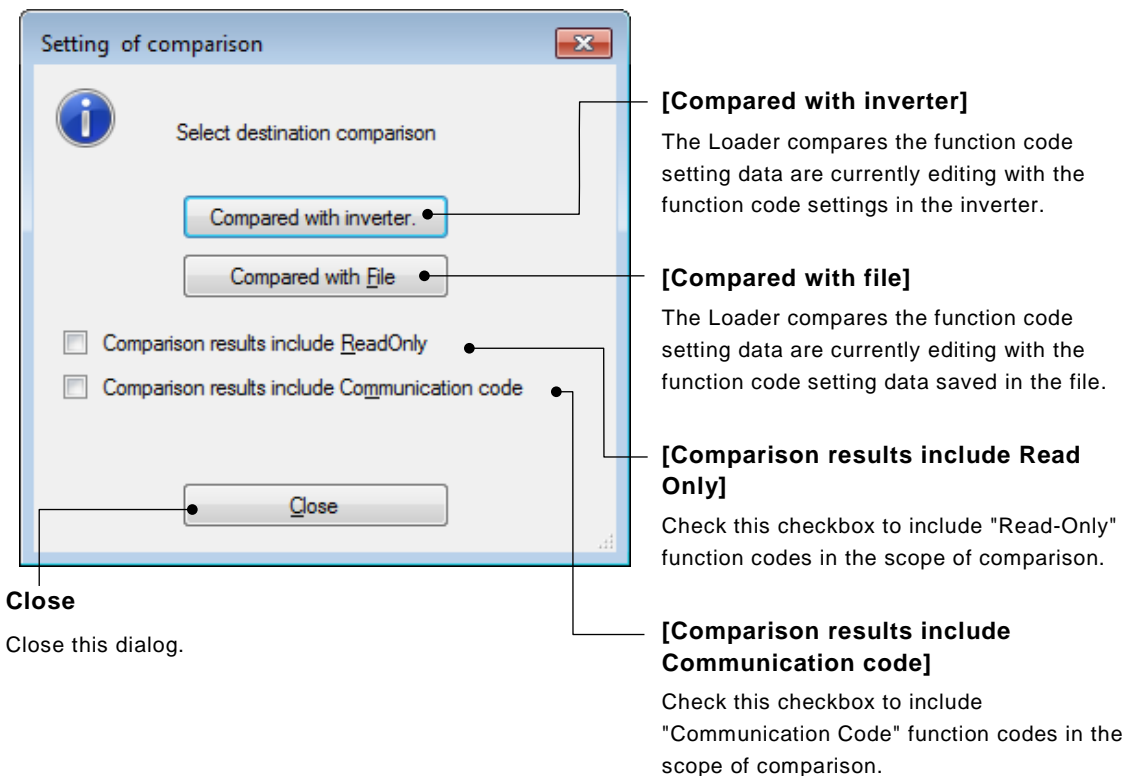 Setting of comparison
Select destination comparison
Compared with inverter.
Compared with File
Comparison results include ReadOnly
Comparison results include Communication code
Close
Close
Close this dialog.
[Compared with inverter]
The Loader compares the function code
setting data are currently editing with the
function code settings in the inverter.
[Compared with file]
The Loader compares the function code
setting data are currently editing with the
function code setting data saved in the file.
[Comparison results include Read
Only]
Check this checkbox to include "Read-Only"
function codes in the scope of comparison.
[Comparison results include
Communication code]
Check this checkbox to include
"Communication Code" function codes in the
scope of comparison.